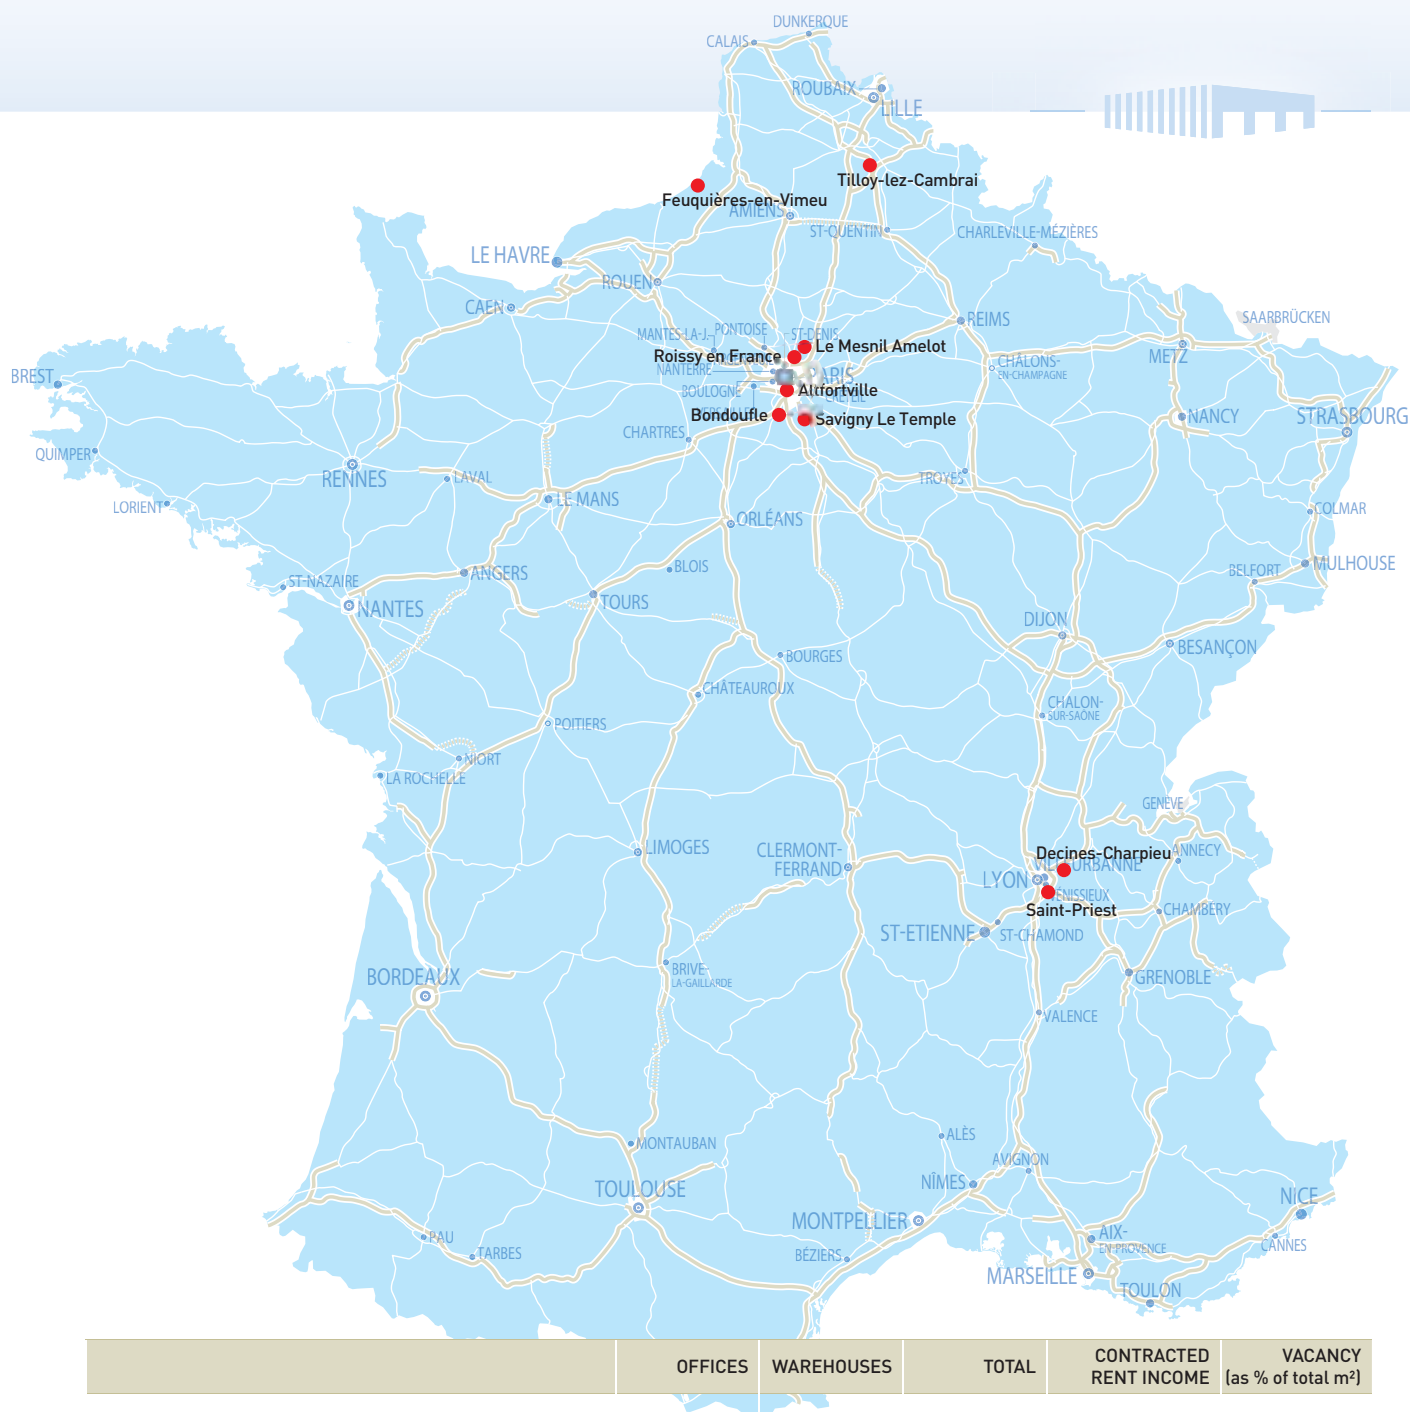 DUNKERQUE
CALAIS
ROUBAIX
LILLE
Tilloy-lez-Cambrai
Feuquières-en-Vimeu
AMIENS
ST-QUENTIN
CHARLEVILLE-MÉZIÈRES
LE HAVRE
ROUEN
CAEN
REIMS
SAARBRÜCKEN
MANTES-LA-J.
PONTOISE
ST-DENIS
Le Mesnil Amelot
Roissy en France
METZ
CHÂLONS-
EN-CHAMPAGNE
NANTERRE
PARIS
BREST
BOULOGNE
Alfortville
CRÉTEIL
Bondoufle
Savigny Le Temple
NANCY
STRASBOURG
CHARTRES
QUIMPER
RENNES
LAVAL
TROYES
LE MANS
LORIENT
COLMAR
ORLÉANS
ANGERS
BLOIS
BELFORT
MULHOUSE
ST-NAZAIRE
NANTES
TOURS
DIJON
BESANÇON
BOURGES
CHÂTEAUROUX
CHALON-
SUR-SAÔNE
POITIERS
NIORT
LA ROCHELLE
GENÈVE
LIMOGES
CLERMONT-
FERRAND
Decines-Charpieu
ANNECY
VILLEURBANNE
LYON
VÉNISSIEUX
Saint-Priest
CHAMBERY
ST-ETIENNE
ST-CHAMOND
BORDEAUX
BRIVE-
LA-GAILLARDE
GRENOBLE
VALENCE
MONTAUBAN
ALÈS
AVIGNON
NÎMES
TOULOUSE
NICE
MONTPELLIER
PAU
TARBES
BÉZIERS
AIX-
EN-PROVENCE
CANNES
MARSEILLE
TOULON
OFFICES
WAREHOUSES
TOTAL
CONTRACTED
RENT INCOME
VACANCY
(as % of total m²)